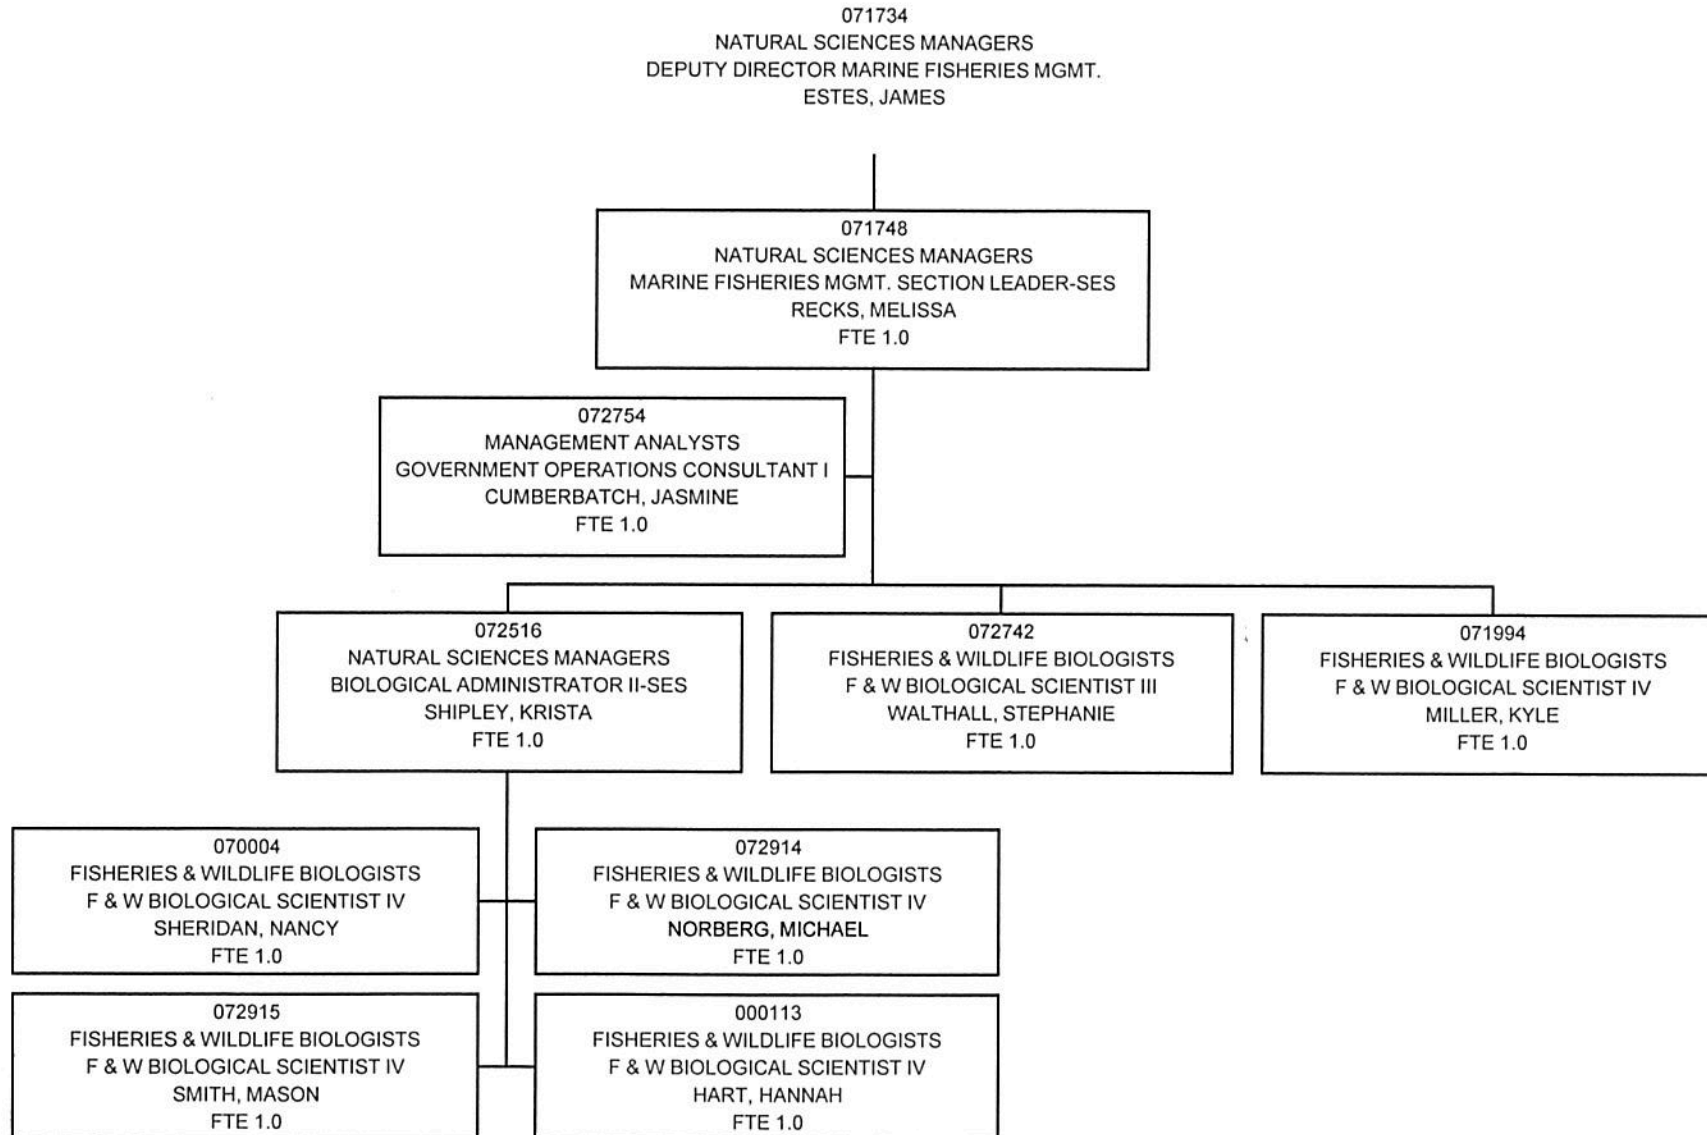 071734
NATURAL SCIENCES MANAGERS
DEPUTY DIRECTOR MARINE FISHERIES MGMT.
ESTES, JAMES
071748
NATURAL SCIENCES MANAGERS
MARINE FISHERIES MGMT. SECTION LEADER-SES
RECKS, MELISSA
FTE 1.0
072754
MANAGEMENT ANALYSTS
GOVERNMENT OPERATIONS CONSULTANT I
CUMBERBATCH, JASMINE
FTE 1.0
072516
NATURAL SCIENCES MANAGERS
BIOLOGICAL ADMINISTRATOR II-SES
SHIPLEY, KRISTA
FTE 1.0
072742
FISHERIES & WILDLIFE BIOLOGISTS
F & W BIOLOGICAL SCIENTIST III
WALTHALL, STEPHANIE
FTE 1.0
071994
FISHERIES & WILDLIFE BIOLOGISTS
F & W BIOLOGICAL SCIENTIST IV
MILLER, KYLE
FTE 1.0
070004
FISHERIES & WILDLIFE BIOLOGISTS
F & W BIOLOGICAL SCIENTIST IV
SHERIDAN, NANCY
FTE 1.0
072914
FISHERIES & WILDLIFE BIOLOGISTS
F & W BIOLOGICAL SCIENTIST IV
NORBERG, MICHAEL
FTE 1.0
072915
FISHERIES & WILDLIFE BIOLOGISTS
F & W BIOLOGICAL SCIENTIST IV
SMITH, MASON
FTE 1.0
000113
FISHERIES & WILDLIFE BIOLOGISTS
F & W BIOLOGICAL SCIENTIST IV
HART, HANNAH
FTE 1.0